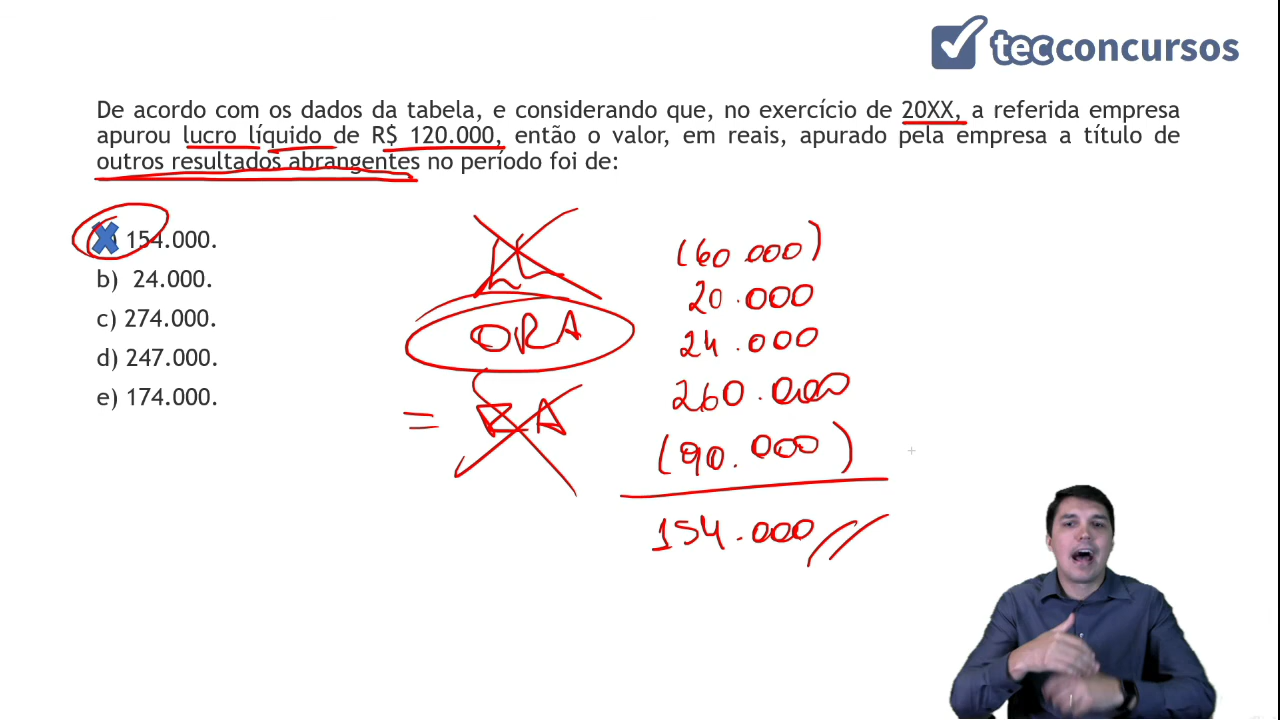 tecconcursos
De acordo com os dados da tabela, e considerando que, no exercício de 20XX, a referida empresa
apurou lucro líquido de R$ 120.000, então o valor, em reais, apurado pela empresa a título de
outros resultados abrangentes no período foi de:
154.000.
b) 24.000.
c) 274.000.
d) 247.000.
e) 174.000.
LL
ORA
= RA
(60.000)
20.000
24.000
260.000
(90.000)
154.000